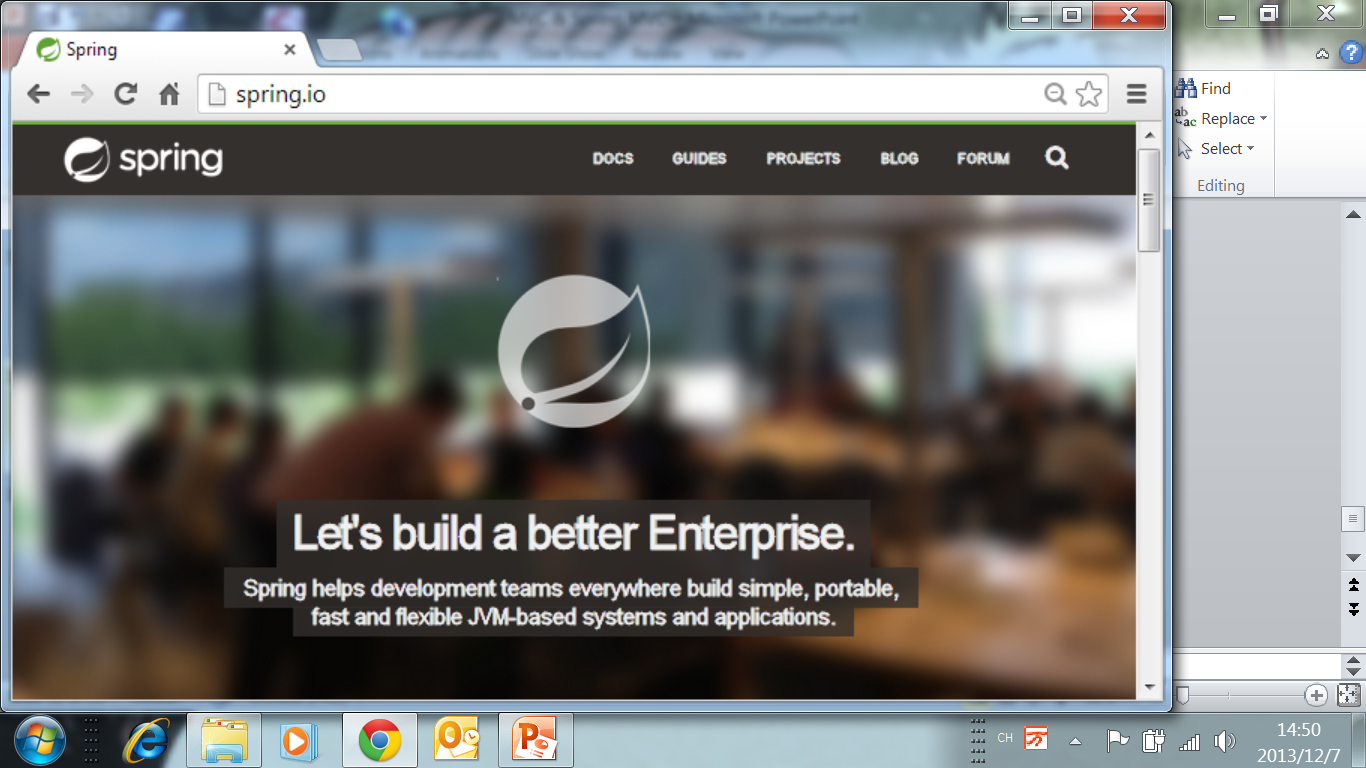 Spring
spring.io
spring
DOCS GUIDES PROJECTS BLOG FORUM
Let's build a better Enterprise.
Spring helps development teams everywhere build simple, portable,
fast and flexible JVM-based systems and applications.
Find
Replace
Select
Editing
CH
14:50
2013/12/7